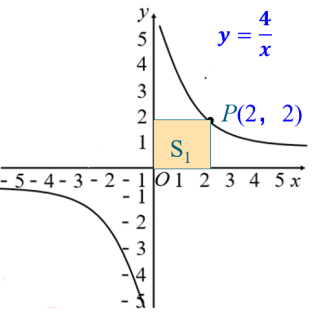 y
y = 4/x
5
4
3
2
1
P(2，2)
S₁
- 5 - 4 - 3 - 2 - 1 O 1 2 3 4 5 x
- 1
- 2
- 3
- 4
- 5